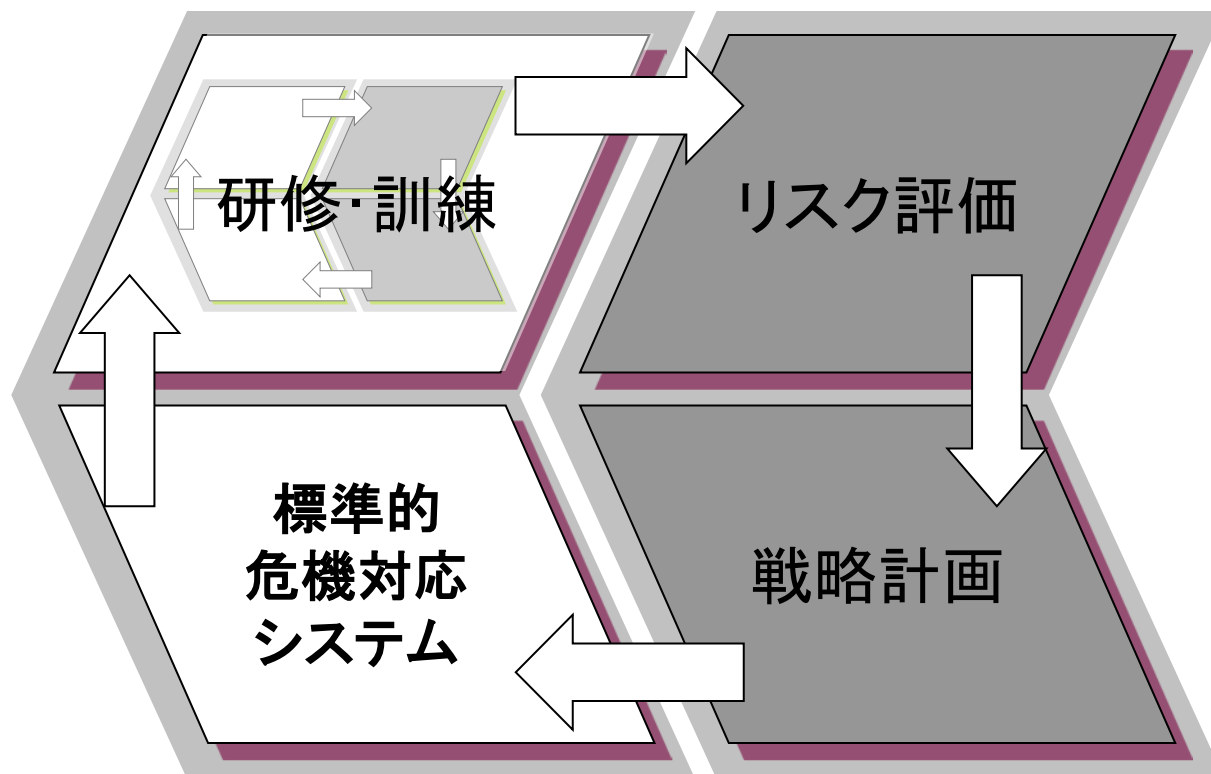 研修・訓練
リスク評価
標準的
危機対応
システム
戦略計画